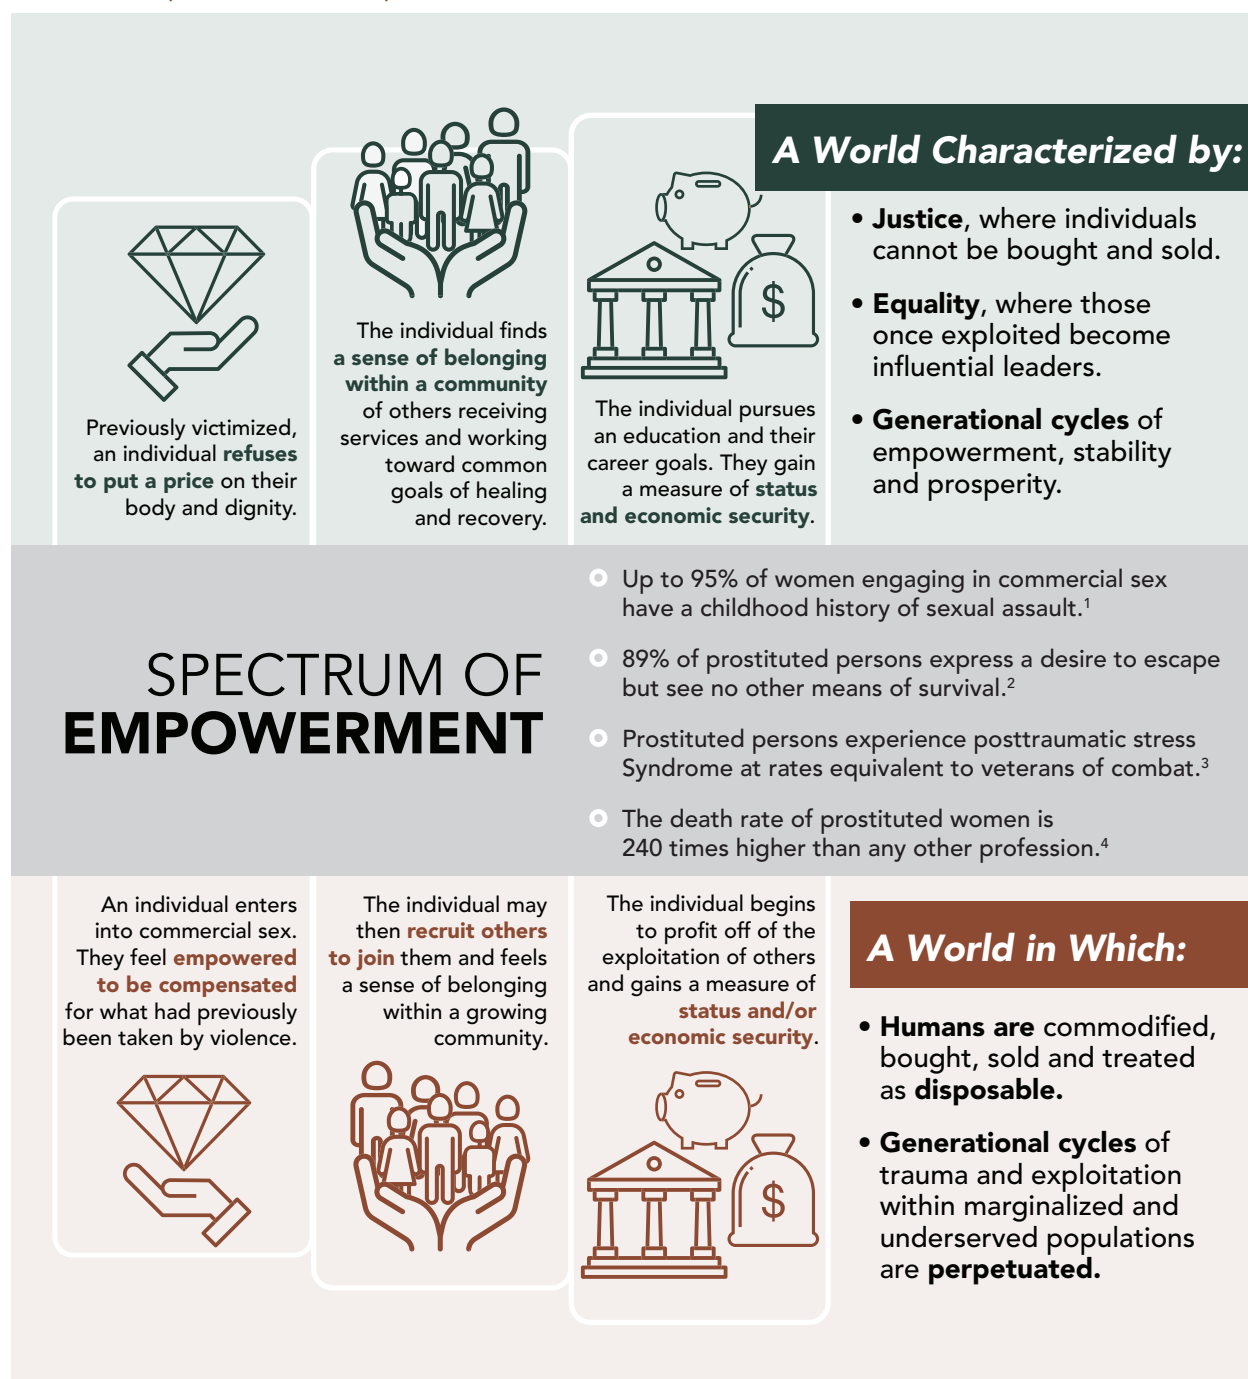 A World Characterized by:
Previously victimized,
an individual refuses
to put a price on their
body and dignity.
The individual finds
a sense of belonging
within a community
of others receiving
services and working
toward common
goals of healing
and recovery.
$
The individual pursues
an education and their
career goals. They gain
a measure of status
and economic security.
• Justice, where individuals
cannot be bought and sold.
• Equality, where those
once exploited become
influential leaders.
• Generational cycles of
empowerment, stability
and prosperity.
SPECTRUM OF
EMPOWERMENT
Up to 95% of women engaging in commercial sex
have a childhood history of sexual assault.¹
89% of prostituted persons express a desire to escape
but see no other means of survival.²
Prostituted persons experience posttraumatic stress
Syndrome at rates equivalent to veterans of combat.³
The death rate of prostituted women is
240 times higher than any other profession.⁴
An individual enters
into commercial sex.
They feel empowered
to be compensated
for what had previously
been taken by violence.
The individual may
then recruit others
to join them and feels
a sense of belonging
within a growing
community.
The individual begins
to profit off of the
exploitation of others
and gains a measure of
status and/or
economic security.
$
A World in Which:
• Humans are commodified,
bought, sold and treated
as disposable.
• Generational cycles of
trauma and exploitation
within marginalized and
underserved populations
are perpetuated.